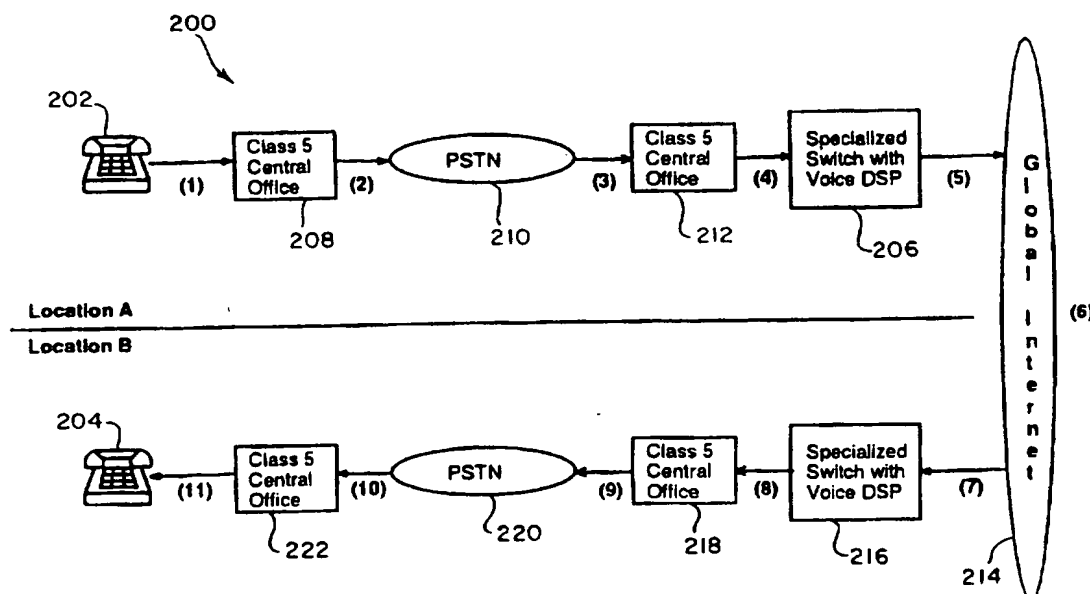 200
202
Class 5
Central
Office
PSTN
Class 5
Central
Office
Specialized
Switch with
Voice DSP
(1)
(2)
(3)
(4)
(5)
208
210
212
206
Global Internet
(6)
Location A
Location B
204
Class 5
Central
Office
PSTN
Class 5
Central
Office
Specialized
Switch with
Voice DSP
(11)
(10)
(9)
(8)
(7)
222
220
218
216
214